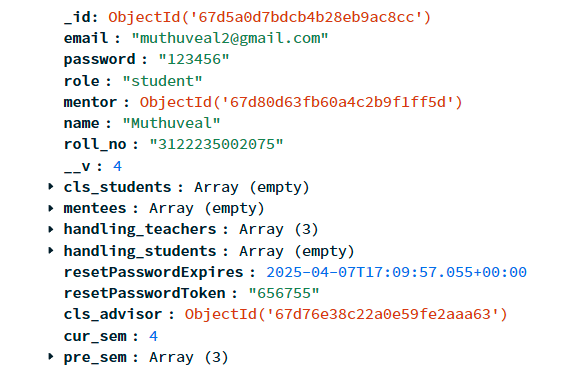 _id: ObjectId('67d5a0d7bdcb4b28eb9ac8cc')
email : "muthuveal2@gmail.com"
password : "123456"
role : "student"
mentor : ObjectId('67d80d63fb60a4c2b9f1ff5d')
name : "Muthuveal"
roll_no : "3122235002075"
__v : 4
cls_students : Array (empty)
mentees : Array (empty)
handling_teachers : Array (3)
handling_students : Array (empty)
resetPasswordExpires : 2025-04-07T17:09:57.055+00:00
resetPasswordToken : "656755"
cls_advisor : ObjectId('67d76e38c22a0e59fe2aaa63')
cur_sem : 4
pre_sem : Array (3)